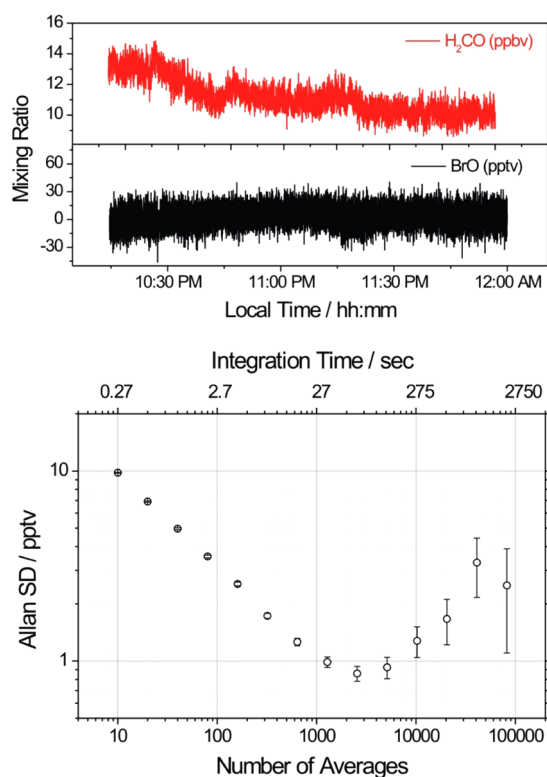 16
14
12
10
H₂CO (ppbv)
Mixing Ratio
60
30
0
-30
BrO (pptv)
10:30 PM 11:00 PM 11:30 PM 12:00 AM
Local Time / hh:mm
Integration Time / sec
0.27 2.7 27 275 2750
10
1
Allan SD / pptv
10 100 1000 10000 100000
Number of Averages